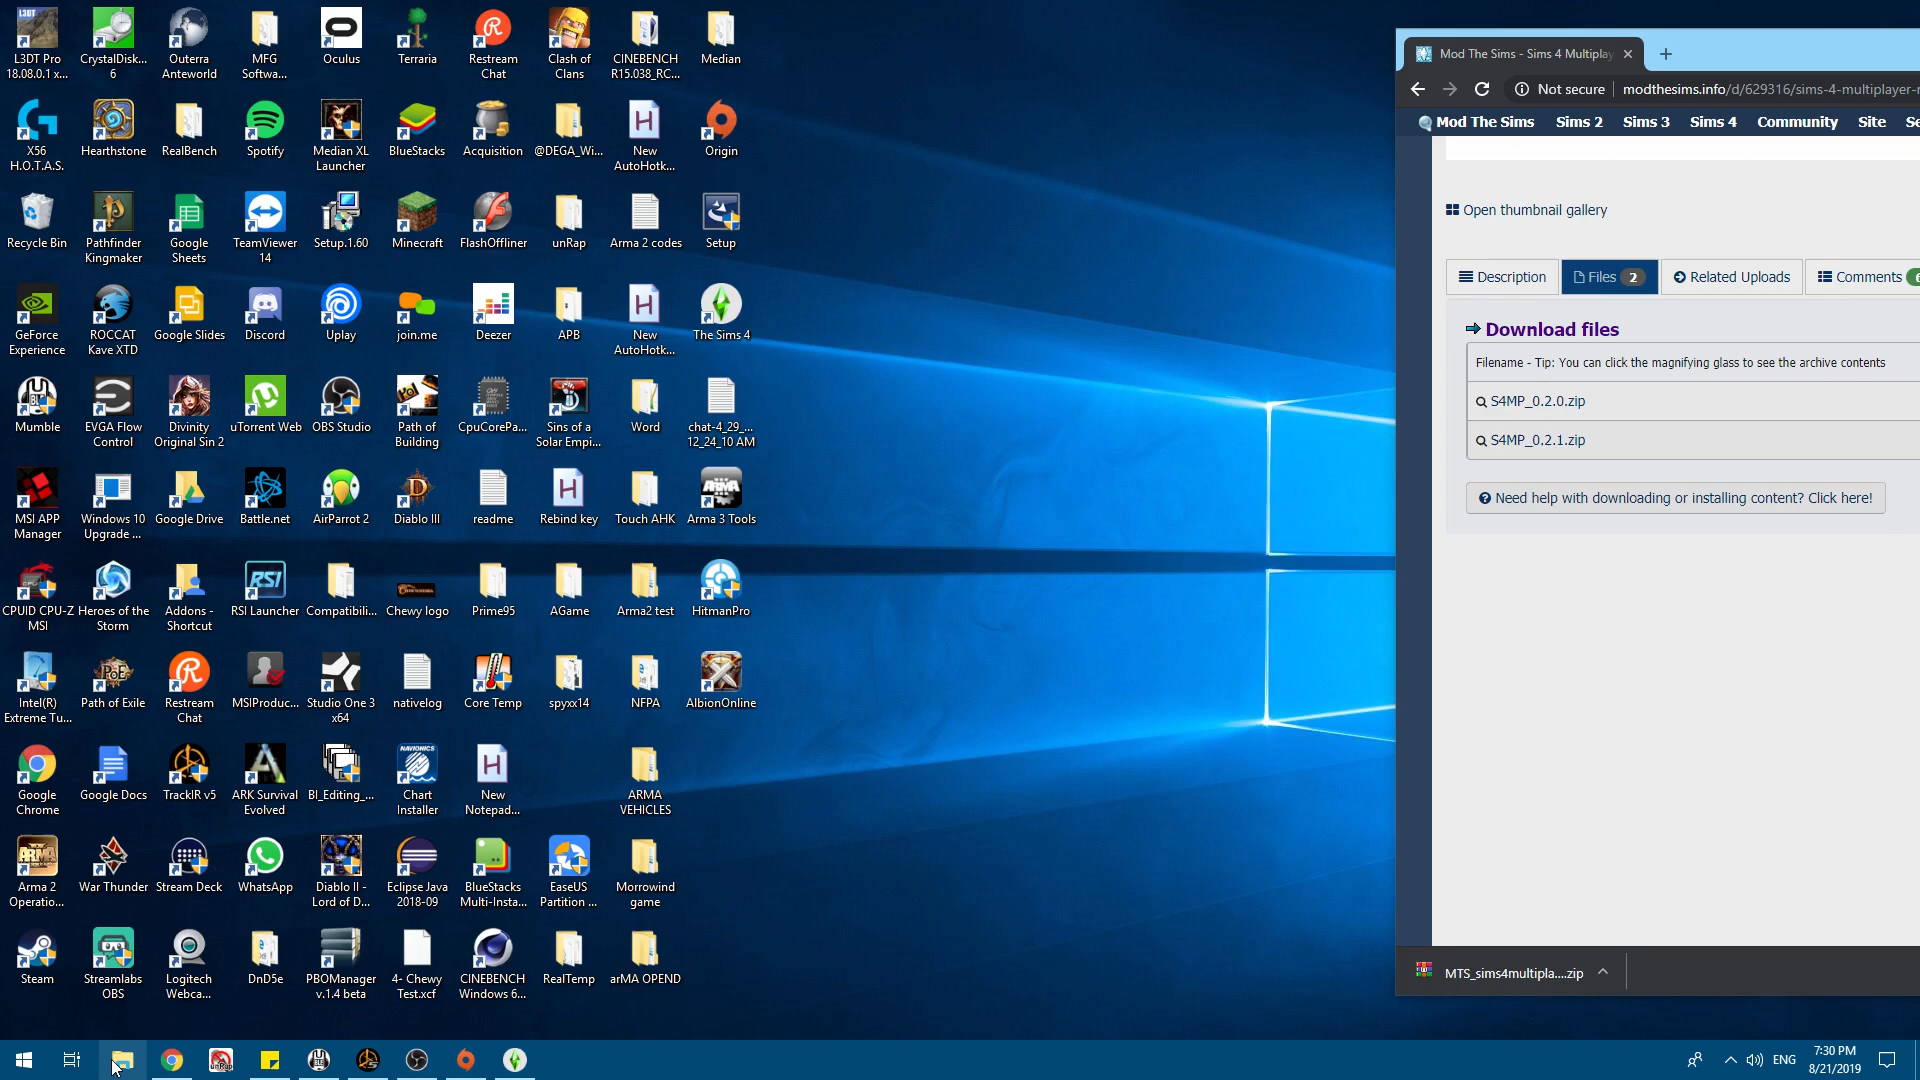 L3DT Pro
18.08.0.1 x...
CrystalDisk...
6
Outerra
Anteworld
MFG
Softwa...
Oculus
Terraria
Restream
Chat
Clash of
Clans
CINEBENCH
R15.038_RC...
Median
X56
H.O.T.A.S.
Hearthstone
RealBench
Spotify
Median XL
Launcher
BlueStacks
Acquisition
@DEGA_Wi...
New
AutoHotk...
Origin
Recycle Bin
Pathfinder
Kingmaker
Google
Sheets
TeamViewer
14
Setup.1.60
Minecraft
FlashOffliner
unRap
Arma 2 codes
Setup
GeForce
Experience
ROCCAT
Kave XTD
Google Slides
Discord
Uplay
join.me
Deezer
APB
New
AutoHotk...
The Sims 4
Mumble
EVGA Flow
Control
Divinity
Original Sin 2
uTorrent Web
OBS Studio
Path of
Building
CpuCorePa...
Sins of a
Solar Empi...
Word
chat-4_29_...
12_24_10 AM
MSI APP
Manager
Windows 10
Upgrade ...
Google Drive
Battle.net
AirParrot 2
Diablo III
readme
Rebind key
Touch AHK
Arma 3 Tools
CPUID CPU-Z
MSI
Heroes of the
Storm
Addons -
Shortcut
RSI Launcher
Compatibili...
Chewy logo
Prime95
AGame
Arma2 test
HitmanPro
Intel(R)
Extreme Tu...
Path of Exile
Restream
Chat
MSIProduc...
Studio One 3
x64
nativelog
Core Temp
spyxx14
NFPA
AlbionOnline
Google
Chrome
Google Docs
TrackIR v5
ARK Survival
Evolved
BI_Editing_...
Chart
Installer
New
Notepad...
ARMA
VEHICLES
Arma 2
Operatio...
War Thunder
Stream Deck
WhatsApp
Diablo II -
Lord of D...
Eclipse Java
2018-09
BlueStacks
Multi-Insta...
EaseUS
Partition ...
Morrowind
game
Steam
Streamlabs
OBS
Logitech
Webca...
DnD5e
PBOManager
v.1.4 beta
4- Chewy
Test.xcf
CINEBENCH
Windows 6...
RealTemp
arMA OPEND
Mod The Sims - Sims 4 Multiplay
Not secure
modthesims.info/d/629316/sims-4-multiplayer-
Mod The Sims Sims 2 Sims 3 Sims 4 Community Site Se
Open thumbnail gallery
Description Files 2 Related Uploads Comments
Download files
Filename - Tip: You can click the magnifying glass to see the archive contents
S4MP_0.2.0.zip
S4MP_0.2.1.zip
Need help with downloading or installing content? Click here!
MTS_sims4multipla....zip
ENG
7:30 PM
8/21/2019